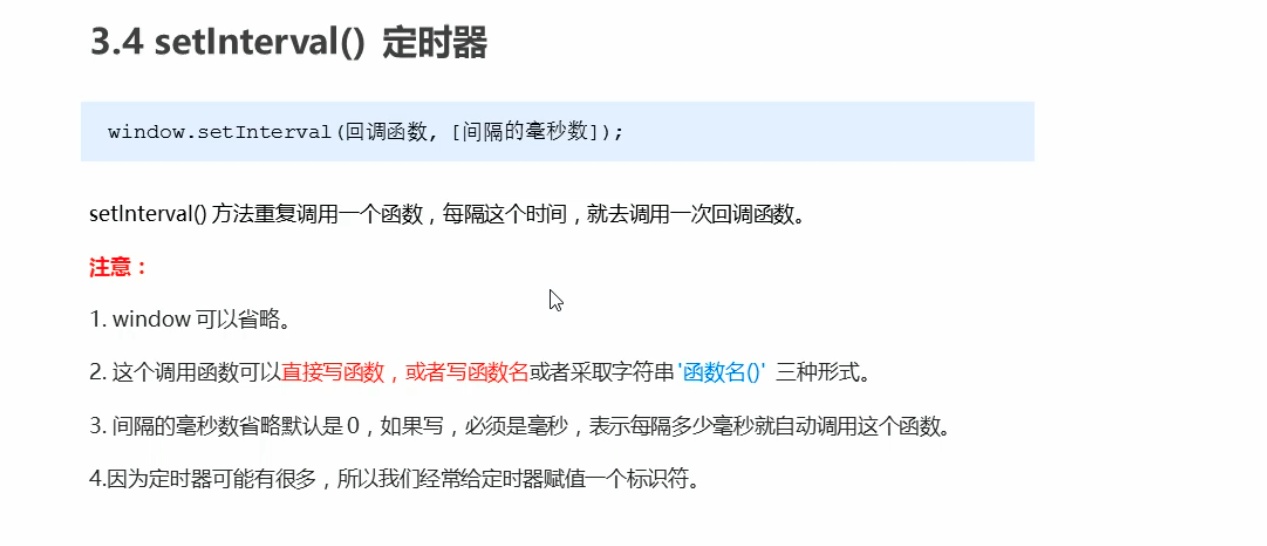 3.4 setInterval() 定时器
window.setInterval(回调函数, [间隔的毫秒数]);
setInterval() 方法重复调用一个函数，每隔这个时间，就去调用一次回调函数。
注意：
1. window 可以省略。
2. 这个调用函数可以直接写函数，或者写函数名或者采取字符串 '函数名()' 三种形式。
3. 间隔的毫秒数省略默认是 0，如果写，必须是毫秒，表示每隔多少毫秒就自动调用这个函数。
4.因为定时器可能有很多，所以我们经常给定时器赋值一个标识符。